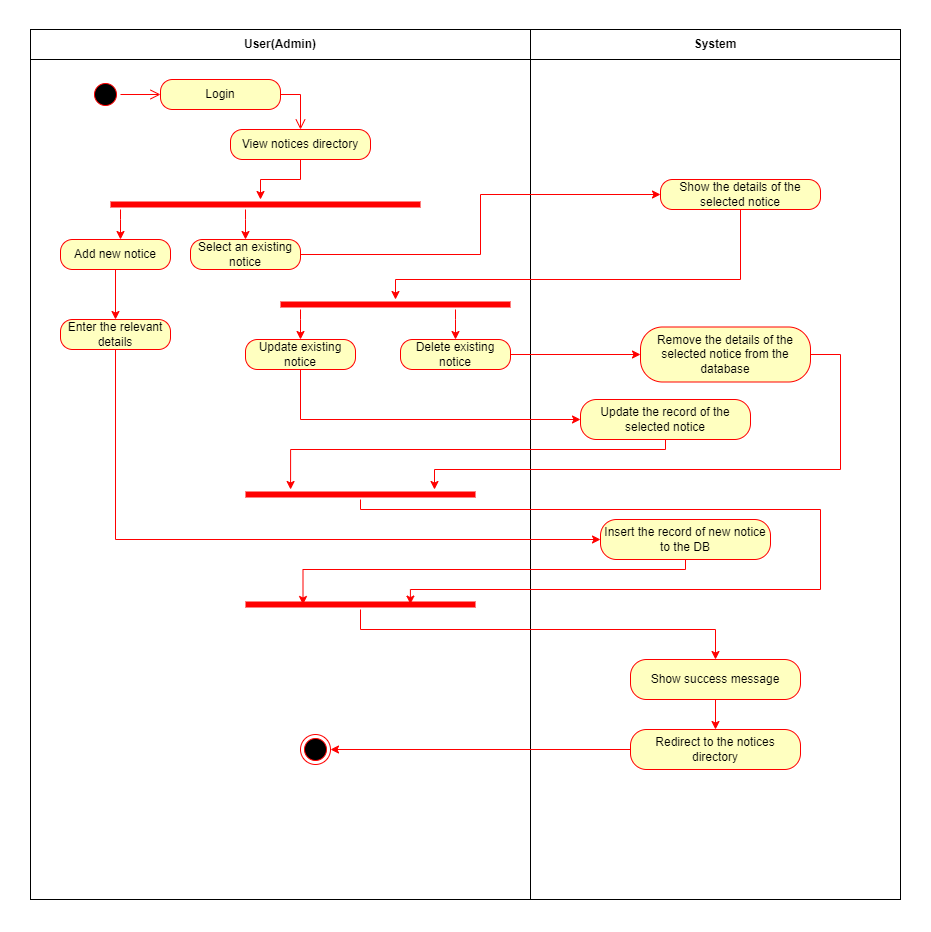 User(Admin)
System
Login
View notices directory
Show the details of the
selected notice
Add new notice
Select an existing
notice
Enter the relevant
details
Update existing
notice
Delete existing
notice
Remove the details of the
selected notice from the
database
Update the record of the
selected notice
Insert the record of new notice
to the DB
Show success message
Redirect to the notices
directory